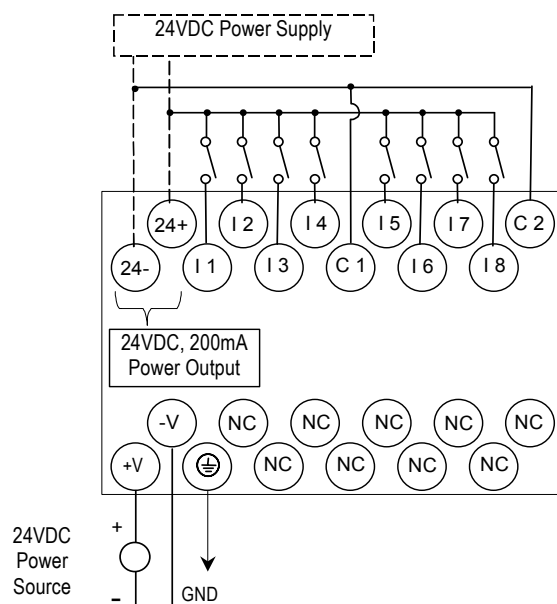 24VDC Power Supply
24+ I 2 I 4 I 5 I 7 C 2
24- I 1 I 3 C 1 I 6 I 8
24VDC, 200mA
Power Output
-V NC NC NC NC NC
+V NC NC NC NC
24VDC
Power
Source
+
-
GND